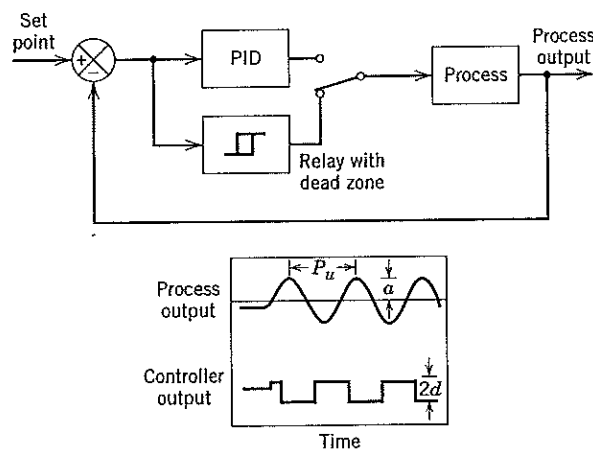 Set
point
+
−
PID
Process
Process
output
Relay with
dead zone
Process
output
P_u
a
Controller
output
2d
Time